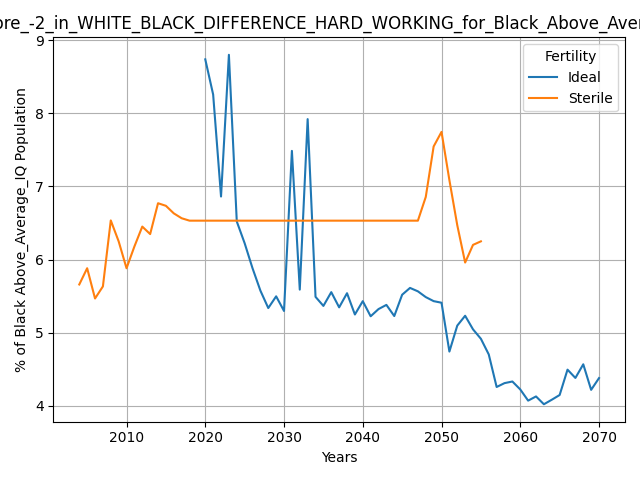 ore_-2_in_WHITE_BLACK_DIFFERENCE_HARD_WORKING_for_Black_Above_Aver
Fertility
Ideal
Sterile
% of Black Above_Average_IQ Population
9
8
7
6
5
4
2010 2020 2030 2040 2050 2060 2070
Years